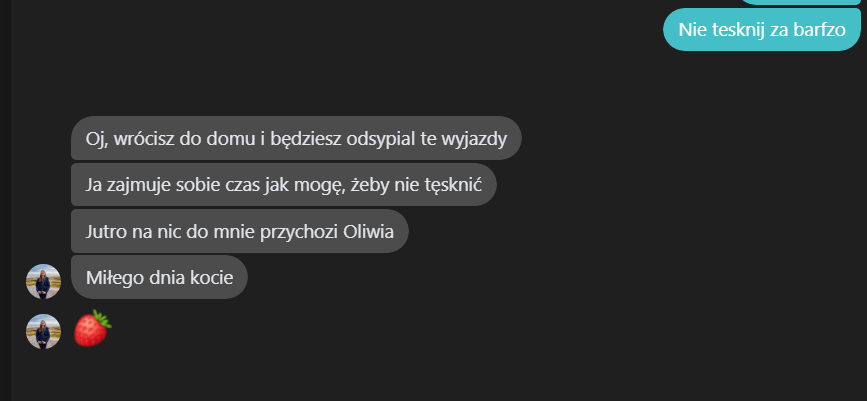 Nie tesknij za barfzo
Oj, wrócisz do domu i będziesz odsypial te wyjazdy
Ja zajmuje sobie czas jak mogę, żeby nie tęsknić
Jutro na nic do mnie przychozi Oliwia
Miłego dnia kocie